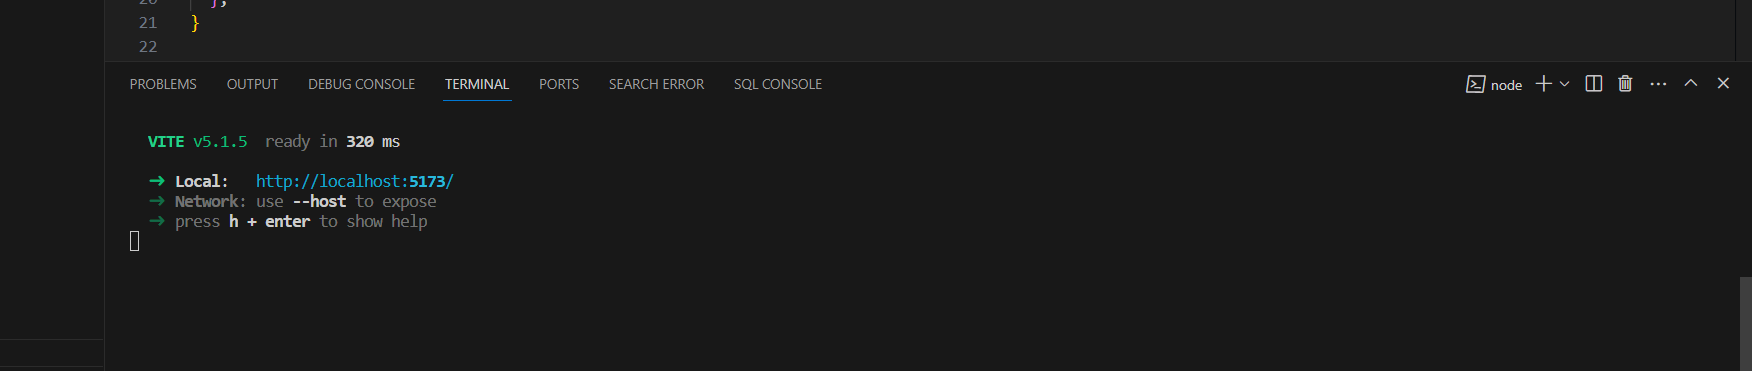 20 },
21 }
22
PROBLEMS OUTPUT DEBUG CONSOLE TERMINAL PORTS SEARCH ERROR SQL CONSOLE node
VITE v5.1.5 ready in 320 ms
➜ Local: http://localhost:5173/
➜ Network: use --host to expose
➜ press h + enter to show help